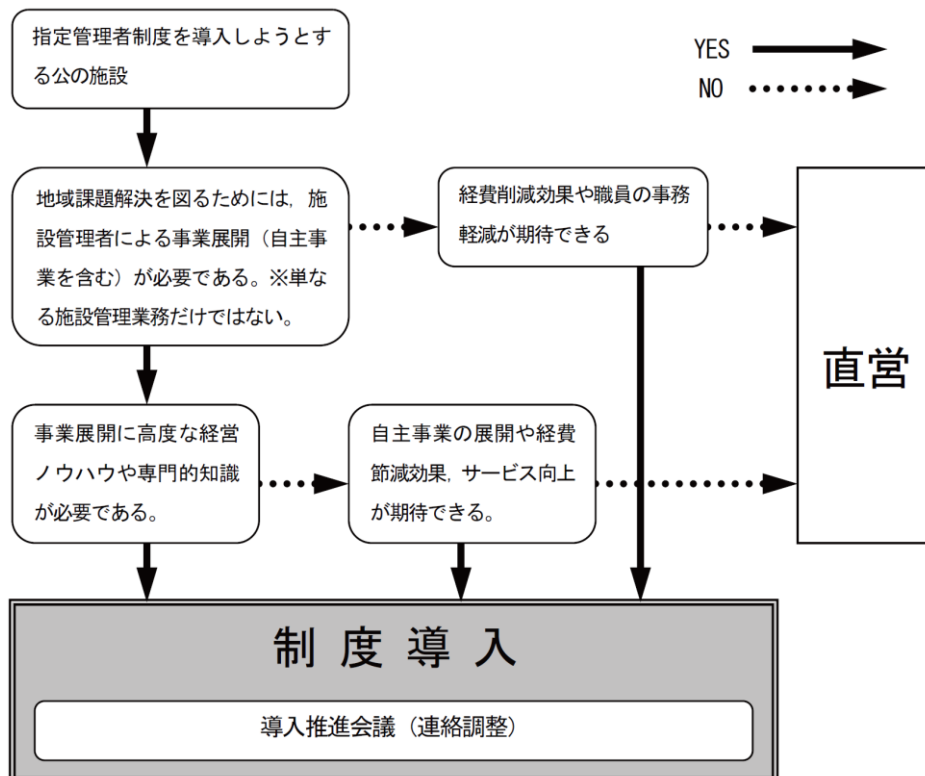 指定管理者制度を導入しようとす
る公の施設
YES
NO
地域課題解決を図るためには，施
設管理者による事業展開（自主事
業を含む）が必要である。※単な
る施設管理業務だけではない。
経費削減効果や職員の事務
軽減が期待できる
直営
事業展開に高度な経営
ノウハウや専門的知識
が必要である。
自主事業の展開や経費
節減効果，サービス向上
が期待できる。
制度導入
導入推進会議（連絡調整）